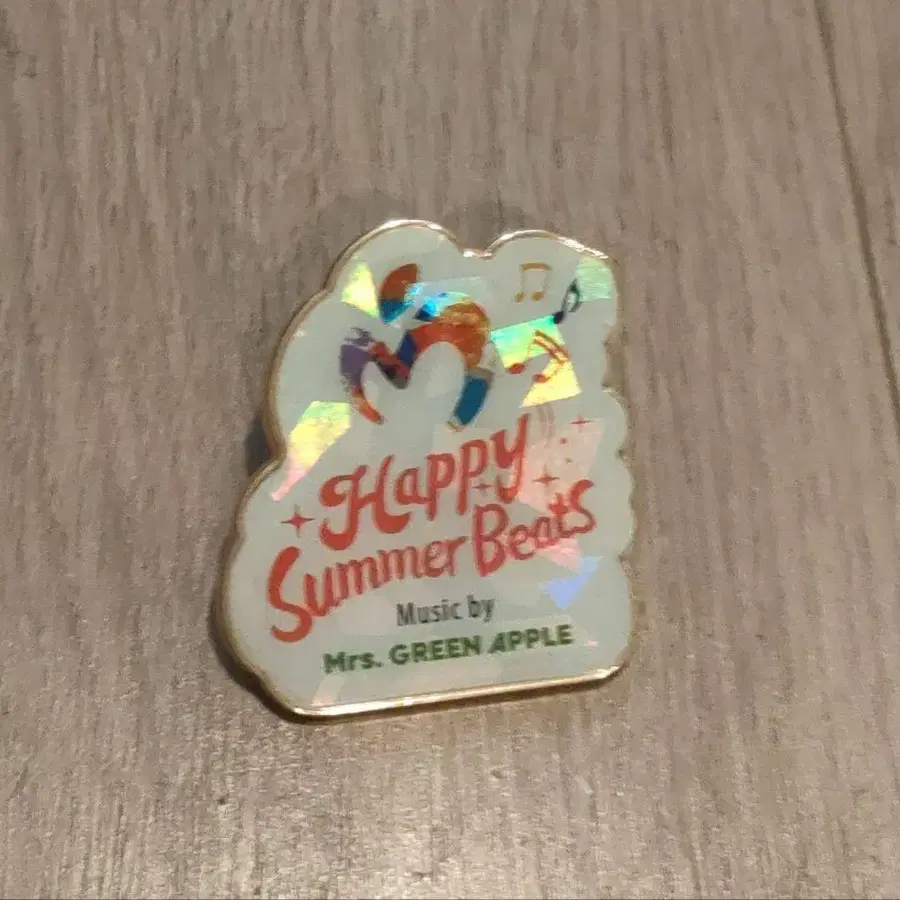 Happy
Summer Beats
Music by
Mrs. GREEN APPLE